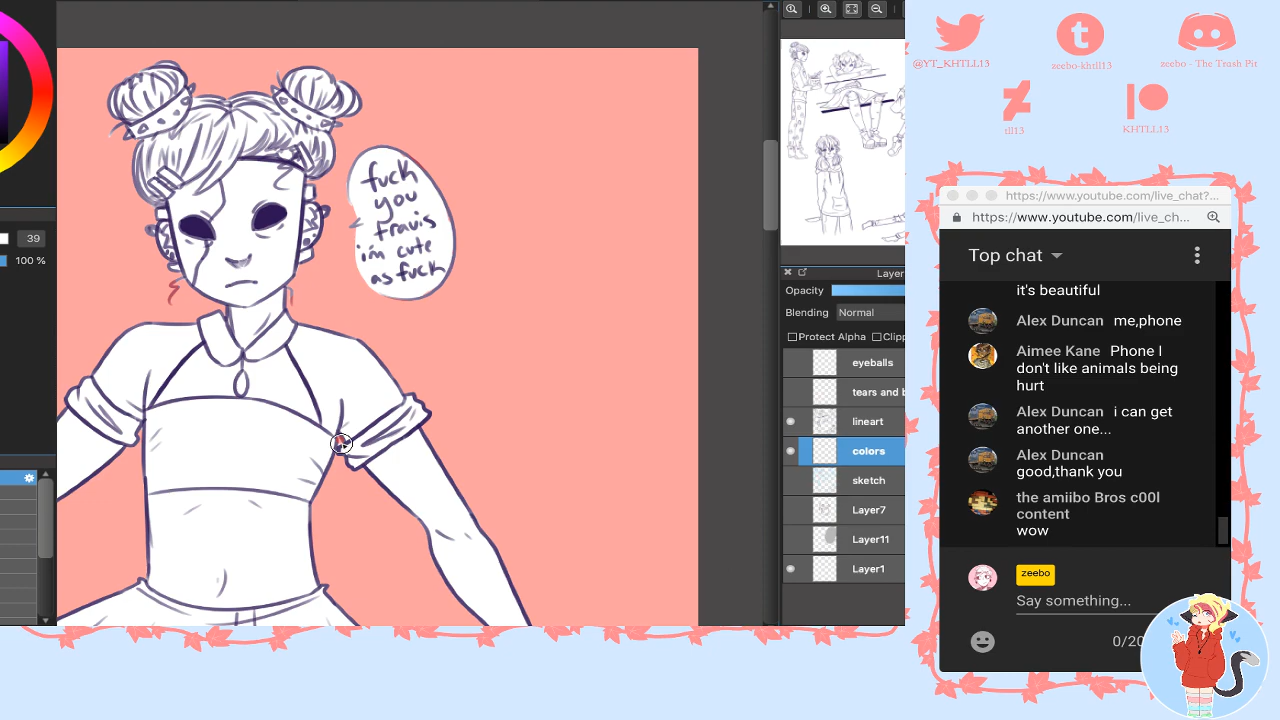 fuck
you
travis
i'm cute
as fuck
39
100 %
Layer
Opacity
Blending Normal
Protect Alpha Clipp
eyeballs
tears and b
lineart
colors
sketch
Layer7
Layer11
Layer1
@YT_KHTLL13
zeebo-khtll13
zeebo - The Trash Pit
tll13
KHTLL13
https://www.youtube.com/live_chat?...
https://www.youtube.com/live_ch...
Top chat
it's beautiful
Alex Duncan me,phone
Aimee Kane Phone I
don't like animals being
hurt
Alex Duncan i can get
another one...
Alex Duncan
good,thank you
the amiibo Bros c00l
content
wow
zeebo
Say something...
0/20